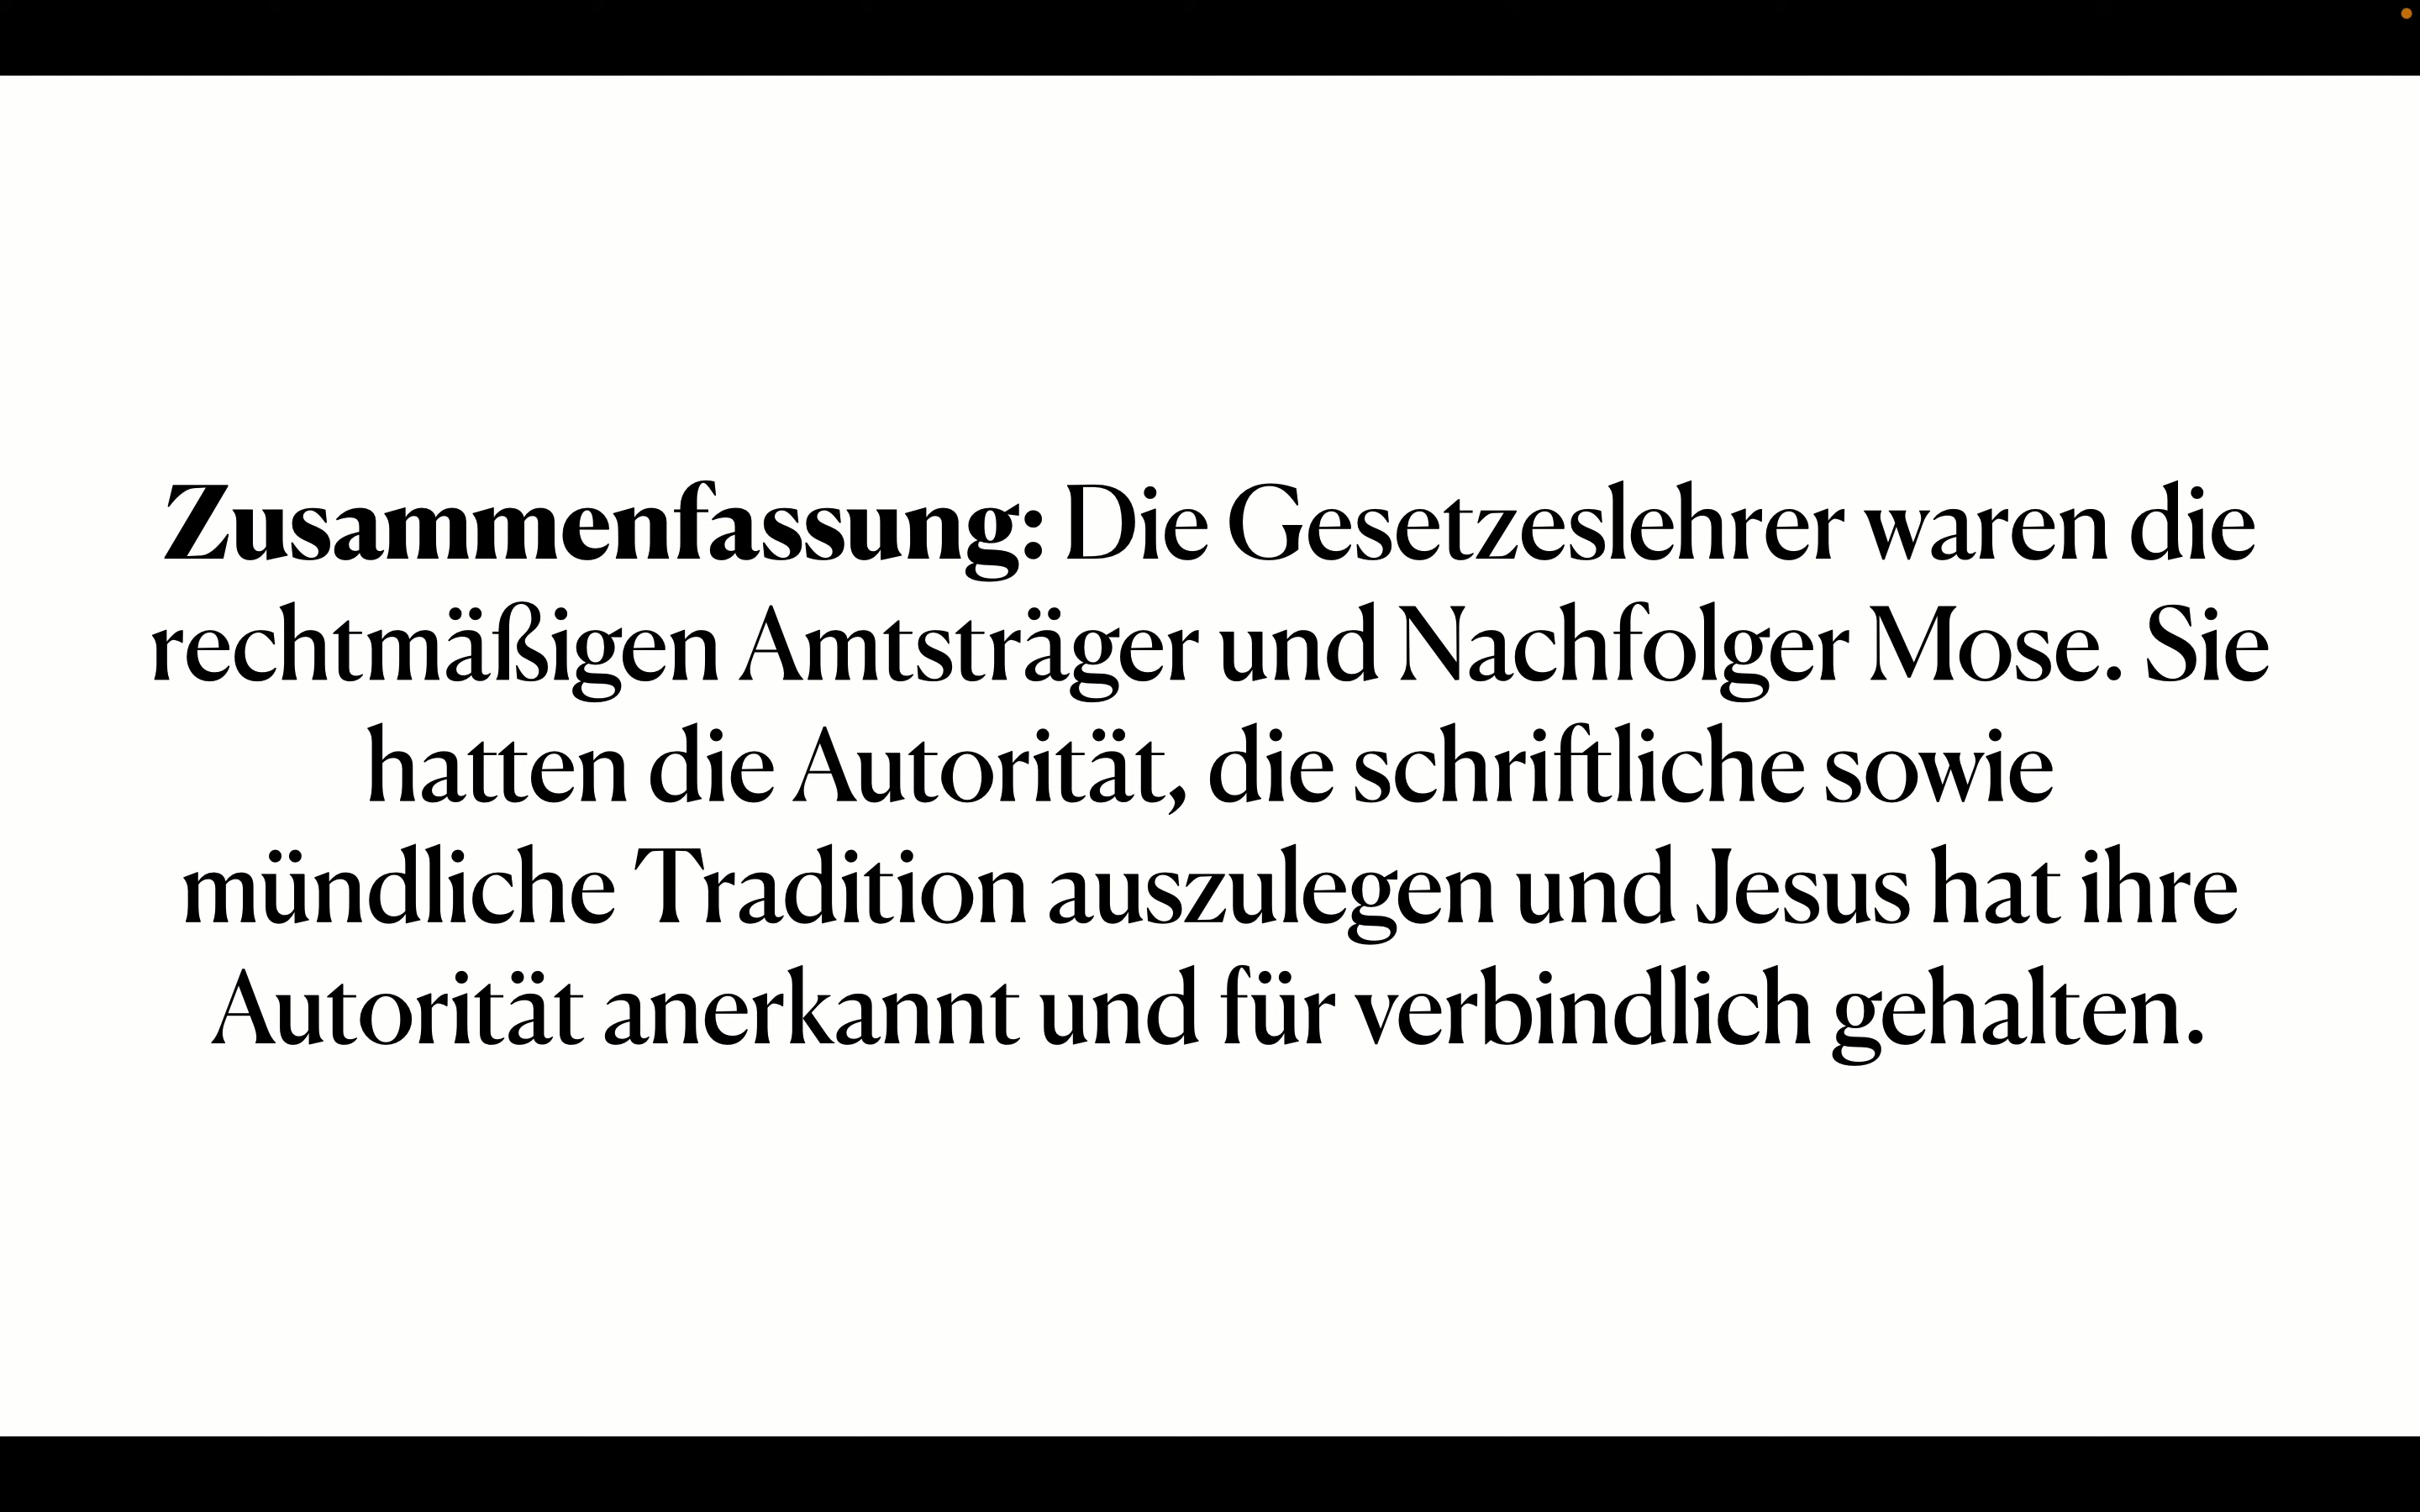 Zusammenfassung: Die Gesetzeslehrer waren die
rechtmäßigen Amtsträger und Nachfolger Mose. Sie
hatten die Autorität, die schriftliche sowie
mündliche Tradition auszulegen und Jesus hat ihre
Autorität anerkannt und für verbindlich gehalten.